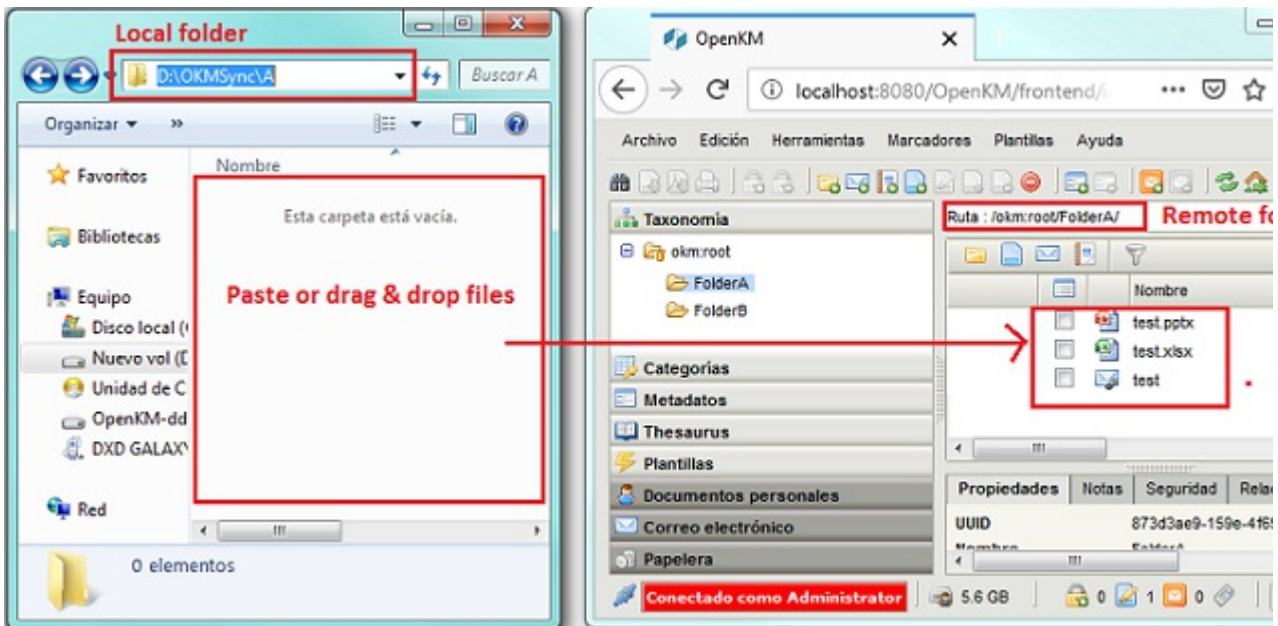 Local folder
D:\OKMSync\A
Buscar A
Organizar
»
Nombre
Favoritos
Esta carpeta está vacía.
Bibliotecas
Paste or drag & drop files
Equipo
Disco local (
Nuevo vol (D
Unidad de C
OpenKM-dd
DXD GALAXY
Red
0 elementos
OpenKM
localhost:8080/OpenKM/frontend/
Archivo Edición Herramientas Marcadores Plantillas Ayuda
Taxonomía
Ruta : /okm:root/FolderA/
Remote fo
okm:root
FolderA
FolderB
Nombre
test.pptx
test.xlsx
test
Categorías
Metadatos
Thesaurus
Plantillas
Documentos personales
Correo electrónico
Papelera
Propiedades Notas Seguridad Rela
UUID 873d3ae9-159e-4f69
Nombre FolderA
Conectado como Administrator
5.6 GB 0 1 0